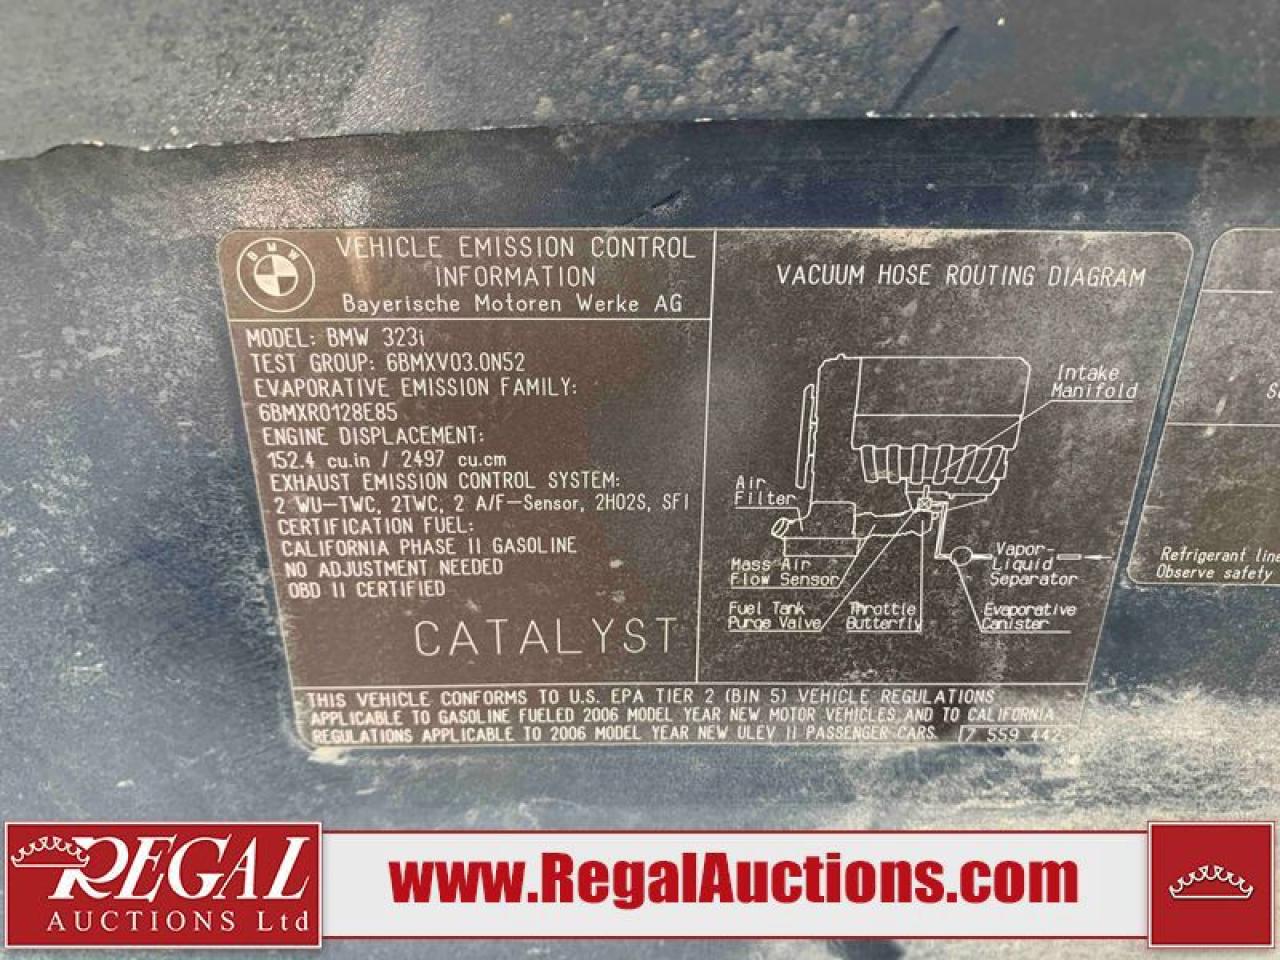 BMW
VEHICLE EMISSION CONTROL
INFORMATION
Bayerische Motoren Werke AG
MODEL: BMW 323i
TEST GROUP: 6BMXV03.0N52
EVAPORATIVE EMISSION FAMILY:
6BMXR0128E85
ENGINE DISPLACEMENT:
152.4 cu.in / 2497 cu.cm
EXHAUST EMISSION CONTROL SYSTEM:
2 WU-TWC, 2TWC, 2 A/F-Sensor, 2HO2S, SFI
CERTIFICATION FUEL:
CALIFORNIA PHASE II GASOLINE
NO ADJUSTMENT NEEDED
OBD II CERTIFIED
CATALYST
VACUUM HOSE ROUTING DIAGRAM
Intake
Manifold
Air
Filter
Mass Air
Flow Sensor
Vapor-
Liquid
Separator
Fuel Tank
Purge Valve
Throttle
Butterfly
Evaporative
Canister
THIS VEHICLE CONFORMS TO U.S. EPA TIER 2 (BIN 5) VEHICLE REGULATIONS
APPLICABLE TO GASOLINE FUELED 2006 MODEL YEAR NEW MOTOR VEHICLES AND TO CALIFORNIA
REGULATIONS APPLICABLE TO 2006 MODEL YEAR NEW ULEV II PASSENGER CARS. 7 559 442
Refrigerant line
Observe safety
REGAL
AUCTIONS Ltd
www.RegalAuctions.com